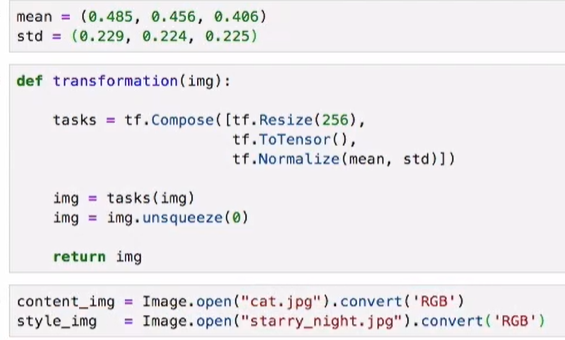 mean = (0.485, 0.456, 0.406)
std = (0.229, 0.224, 0.225)
def transformation(img):
tasks = tf.Compose([tf.Resize(256),
tf.ToTensor(),
tf.Normalize(mean, std)])
img = tasks(img)
img = img.unsqueeze(0)
return img
content_img = Image.open("cat.jpg").convert('RGB')
style_img   = Image.open("starry_night.jpg").convert('RGB')